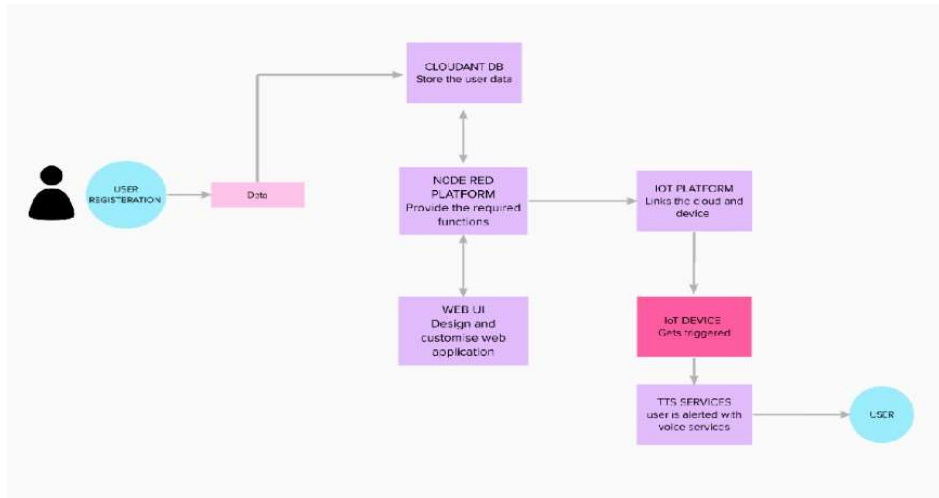 CLOUDANT DB
Store the user data
USER
REGISTERATION
Data
NODE RED
PLATFORM
Provide the required
functions
IOT PLATFORM
Links the cloud and
device
WEB UI
Design and
customise web
application
IoT DEVICE
Gets triggered
TTS SERVICES
user is alerted with
voice services
USER